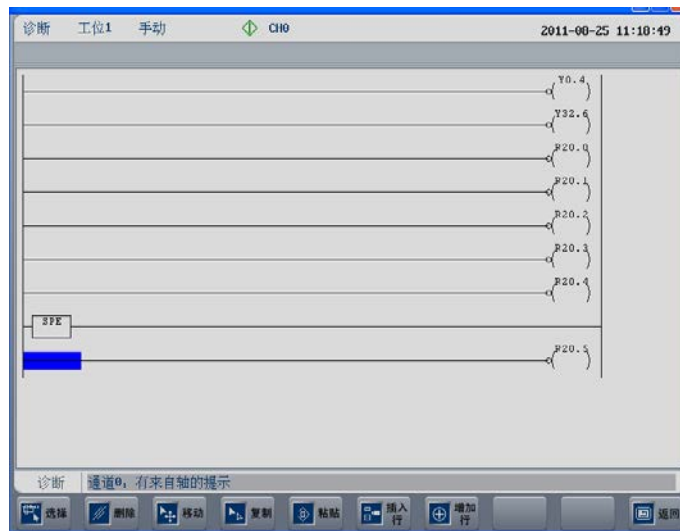 诊断 工位1 手动 CH0 2011-08-25 11:18:49
Y0.4
Y32.6
R20.0
R20.1
R20.2
R20.3
R20.4
SPE
R20.5
诊断 通道0，有来自轴的提示
选择 删除 移动 复制 粘贴 插入行 增加行 返回